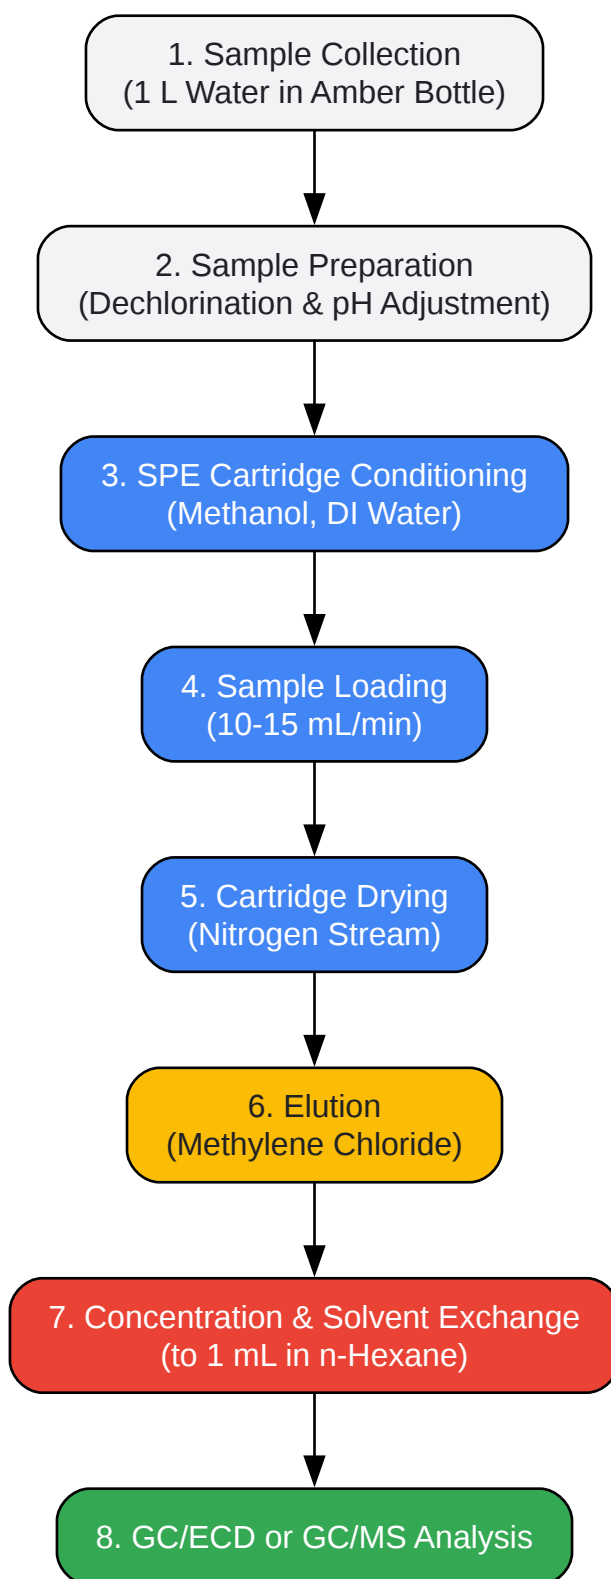 1. Sample Collection
(1 L Water in Amber Bottle)
2. Sample Preparation
(Dechlorination & pH Adjustment)
3. SPE Cartridge Conditioning
(Methanol, DI Water)
4. Sample Loading
(10-15 mL/min)
5. Cartridge Drying
(Nitrogen Stream)
6. Elution
(Methylene Chloride)
7. Concentration & Solvent Exchange
(to 1 mL in n-Hexane)
8. GC/ECD or GC/MS Analysis